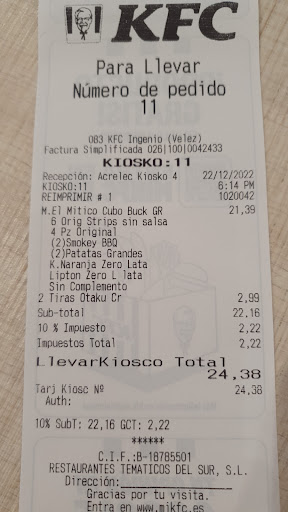 KFC
Para Llevar
Número de pedido
11
083 KFC Ingenio (Velez)
Factura Simplificada 026|100|0042433
KIOSKO:11
Recepción: Acrelec Kiosko 4 22/12/2022
KIOSKO:11 6:14 PM
REIMPRIMIR # 1 1020042
M.El Mitico Cubo Buck GR 21,39
6 Orig Strips sin salsa
4 Pz Original
(2)Smokey BBQ
(2)Patatas Grandes
K.Naranja Zero Lata
Lipton Zero L lata
Sin Complemento
2 Tiras Otaku Cr 2,99
Sub-total 22,16
10 % Impuesto 2,22
Impuestos Total 2,22
LlevarKiosco Total
24,38
Tarj Kiosc Nº 24,38
Auth:
10% SubT: 22,16 GCT: 2,22
******
C.I.F.:B-18785501
RESTAURANTES TEMATICOS DEL SUR, S.L.
Dirección:
Gracias por tu visita.
Entra en www.mikfc.es